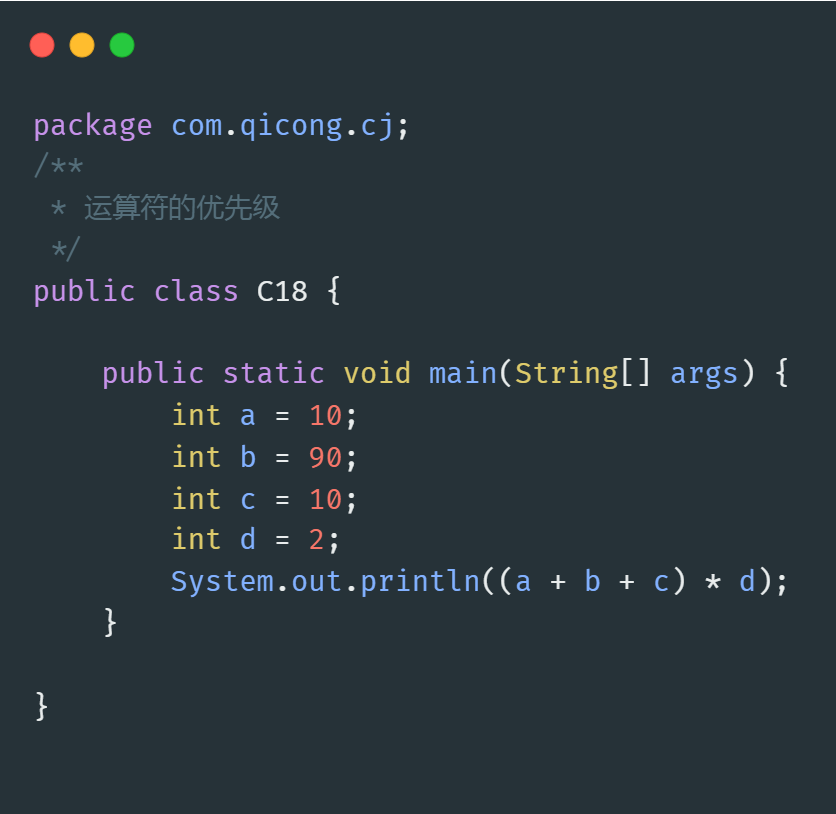 package com.qicong.cj;
/**
 * 运算符的优先级
 */
public class C18 {
    public static void main(String[] args) {
        int a = 10;
        int b = 90;
        int c = 10;
        int d = 2;
        System.out.println((a + b + c) * d);
    }
}